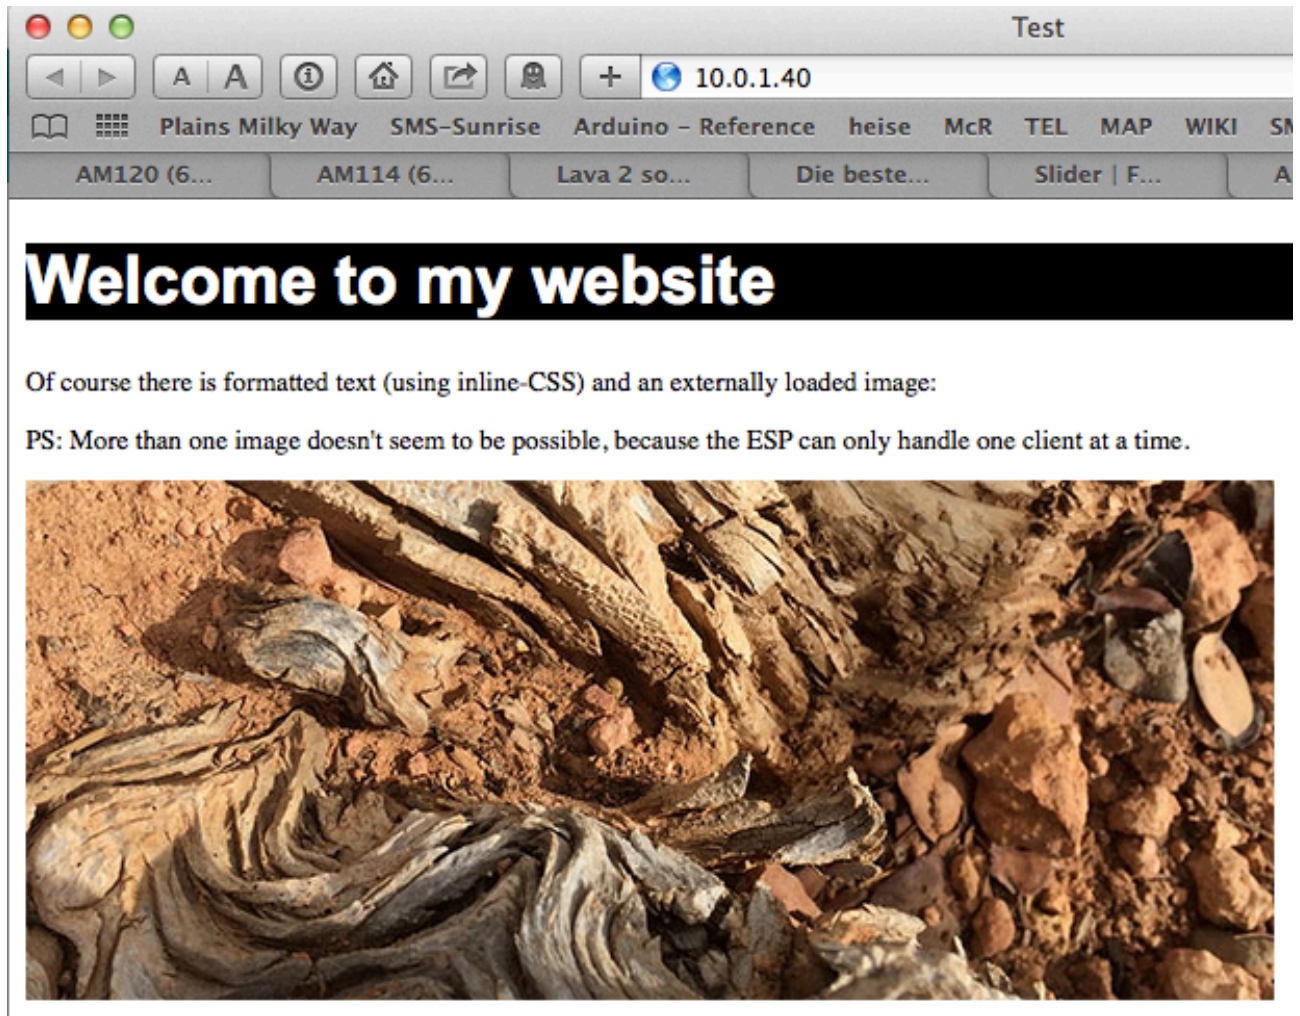 Test
A A 10.0.1.40
Plains Milky Way SMS-Sunrise Arduino - Reference heise McR TEL MAP WIKI SM
AM120 (6... AM114 (6... Lava 2 so... Die beste... Slider | F... A
Welcome to my website
Of course there is formatted text (using inline-CSS) and an externally loaded image:
PS: More than one image doesn't seem to be possible, because the ESP can only handle one client at a time.